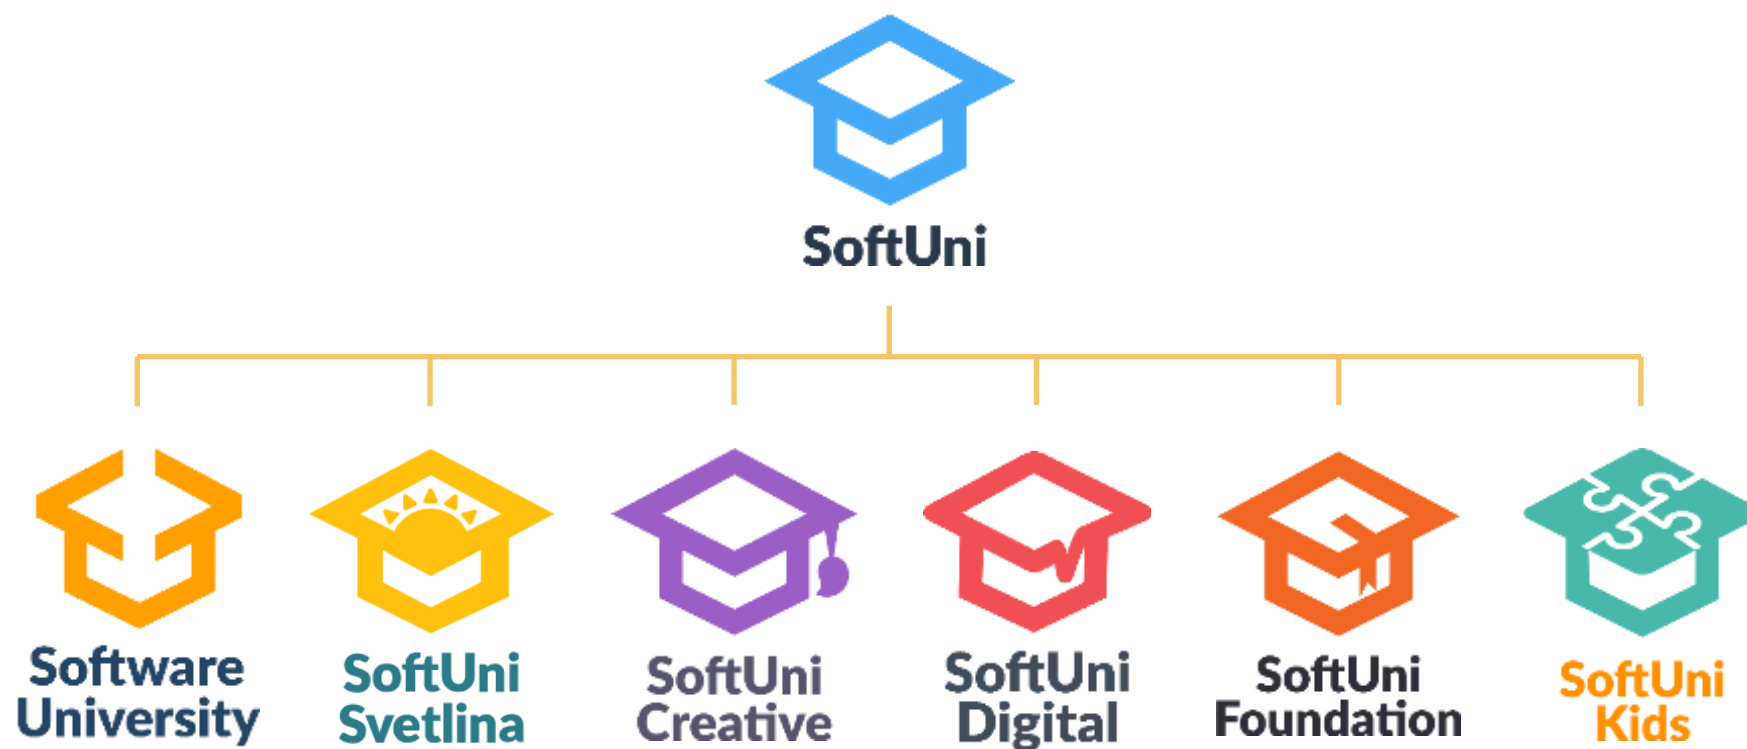 SoftUni
Software
University
SoftUni
Svetlina
SoftUni
Creative
SoftUni
Digital
SoftUni
Foundation
SoftUni
Kids